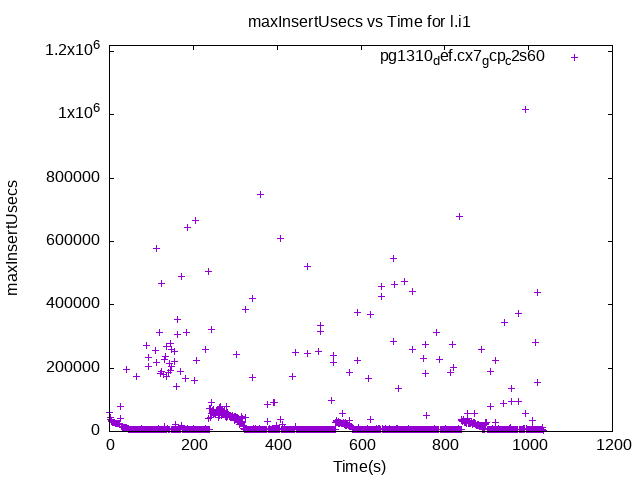 maxInsertUsecs vs Time for l.i1
pg1310_def.cx7_gcp_c2s60
1.2x10^6
1x10^6
800000
600000
400000
200000
0
maxInsertUsecs
0 200 400 600 800 1000 1200
Time(s)